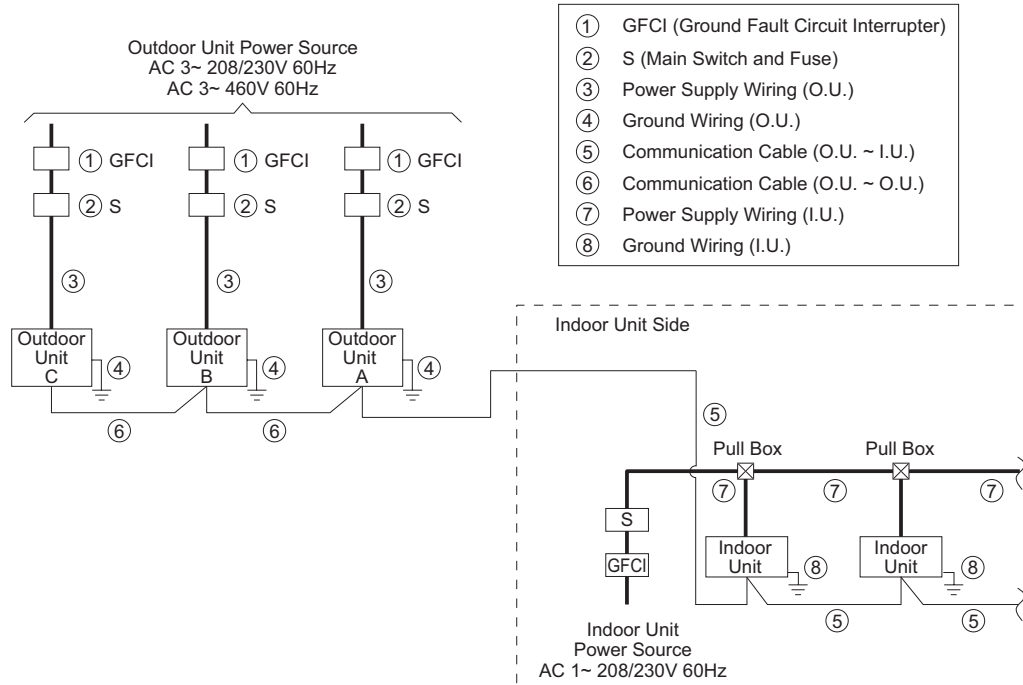 Outdoor Unit Power Source
AC 3~ 208/230V 60Hz
AC 3~ 460V 60Hz
① GFCI (Ground Fault Circuit Interrupter)
② S (Main Switch and Fuse)
③ Power Supply Wiring (O.U.)
④ Ground Wiring (O.U.)
⑤ Communication Cable (O.U. ~ I.U.)
⑥ Communication Cable (O.U. ~ O.U.)
⑦ Power Supply Wiring (I.U.)
⑧ Ground Wiring (I.U.)
① GFCI
① GFCI
① GFCI
② S
② S
② S
③
③
③
Outdoor
Unit
C
④
Outdoor
Unit
B
④
Outdoor
Unit
A
④
⑥
⑥
Indoor Unit Side
⑤
Pull Box
Pull Box
⑦
⑦
⑦
S
GFCI
Indoor
Unit
⑧
Indoor
Unit
⑧
⑤
⑤
Indoor Unit
Power Source
AC 1~ 208/230V 60Hz